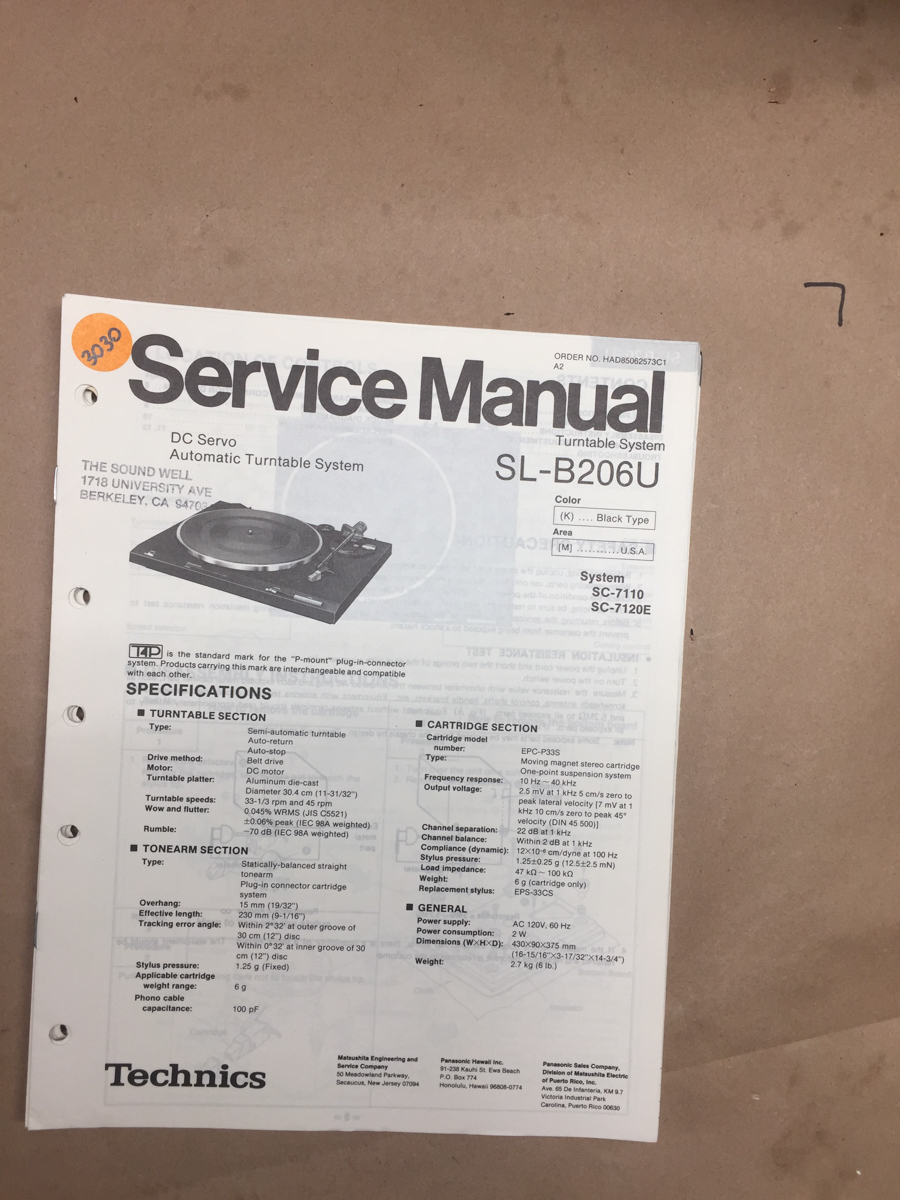 3030
Service Manual
ORDER NO. HAD85062573C1
A2
DC Servo
Automatic Turntable System
Turntable System
SL-B206U
THE SOUND WELL
1718 UNIVERSITY AVE
BERKELEY, CA 94703
Color
(K) .... Black Type
Area
[M] ...........U.S.A.
System
SC-7110
SC-7120E
T4P is the standard mark for the "P-mount" plug-in-connector
system. Products carrying this mark are interchangeable and compatible
with each other.
SPECIFICATIONS
■ TURNTABLE SECTION
Type: Semi-automatic turntable
Auto-return
Auto-stop
Drive method: Belt drive
Motor: DC motor
Turntable platter: Aluminum die-cast
Diameter 30.4 cm (11-31/32")
Turntable speeds: 33-1/3 rpm and 45 rpm
Wow and flutter: 0.045% WRMS (JIS C5521)
±0.06% peak (IEC 98A weighted)
Rumble: −70 dB (IEC 98A weighted)
■ TONEARM SECTION
Type: Statically-balanced straight
tonearm
Plug-in connector cartridge
system
Overhang: 15 mm (19/32")
Effective length: 230 mm (9-1/16")
Tracking error angle: Within 2°32' at outer groove of
30 cm (12") disc
Within 0°32' at inner groove of 30
cm (12") disc
Stylus pressure: 1.25 g (Fixed)
Applicable cartridge
weight range: 6 g
Phono cable
capacitance: 100 pF
■ CARTRIDGE SECTION
Cartridge model
number: EPC-P33S
Type: Moving magnet stereo cartridge
One-point suspension system
Frequency response: 10 Hz ~ 40 kHz
Output voltage: 2.5 mV at 1 kHz 5 cm/s zero to
peak lateral velocity [7 mV at 1
kHz 10 cm/s zero to peak 45°
velocity (DIN 45 500)]
Channel separation: 22 dB at 1 kHz
Channel balance: Within 2 dB at 1 kHz
Compliance (dynamic): 12×10⁻⁶ cm/dyne at 100 Hz
Stylus pressure: 1.25±0.25 g (12.5±2.5 mN)
Load impedance: 47 kΩ ~ 100 kΩ
Weight: 6 g (cartridge only)
Replacement stylus: EPS-33CS
■ GENERAL
Power supply: AC 120V, 60 Hz
Power consumption: 2 W
Dimensions (W×H×D): 430×90×375 mm
(16-15/16"×3-17/32"×14-3/4")
Weight: 2.7 kg (6 lb.)
Technics
Matsushita Engineering and
Service Company
50 Meadowland Parkway,
Secaucus, New Jersey 07094
Panasonic Hawaii Inc.
91-238 Kauhi St. Ewa Beach
P.O. Box 774
Honolulu, Hawaii 96808-0774
Panasonic Sales Company,
Division of Matsushita Electric
of Puerto Rico, Inc.
Ave. 65 De Infanteria, KM 9.7
Victoria Industrial Park
Carolina, Puerto Rico 00630